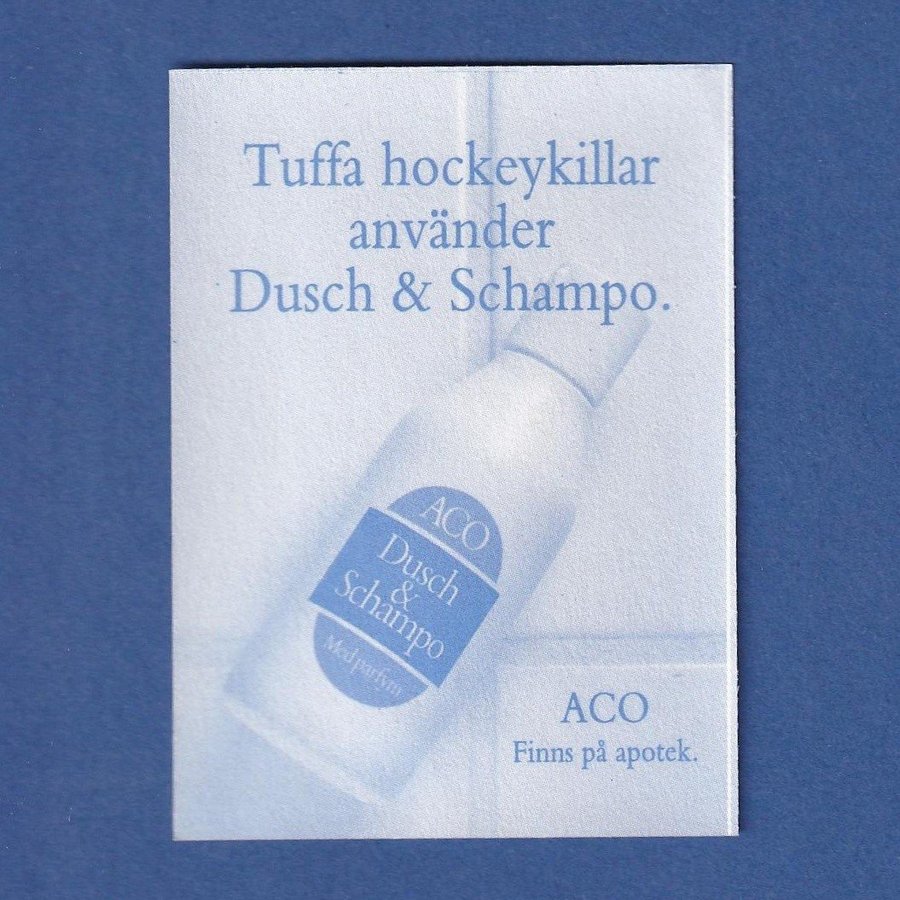 Tuffa hockeykillar
använder
Dusch & Schampo.
ACO
Dusch
&
Schampo
Med parfym
ACO
Finns på apotek.